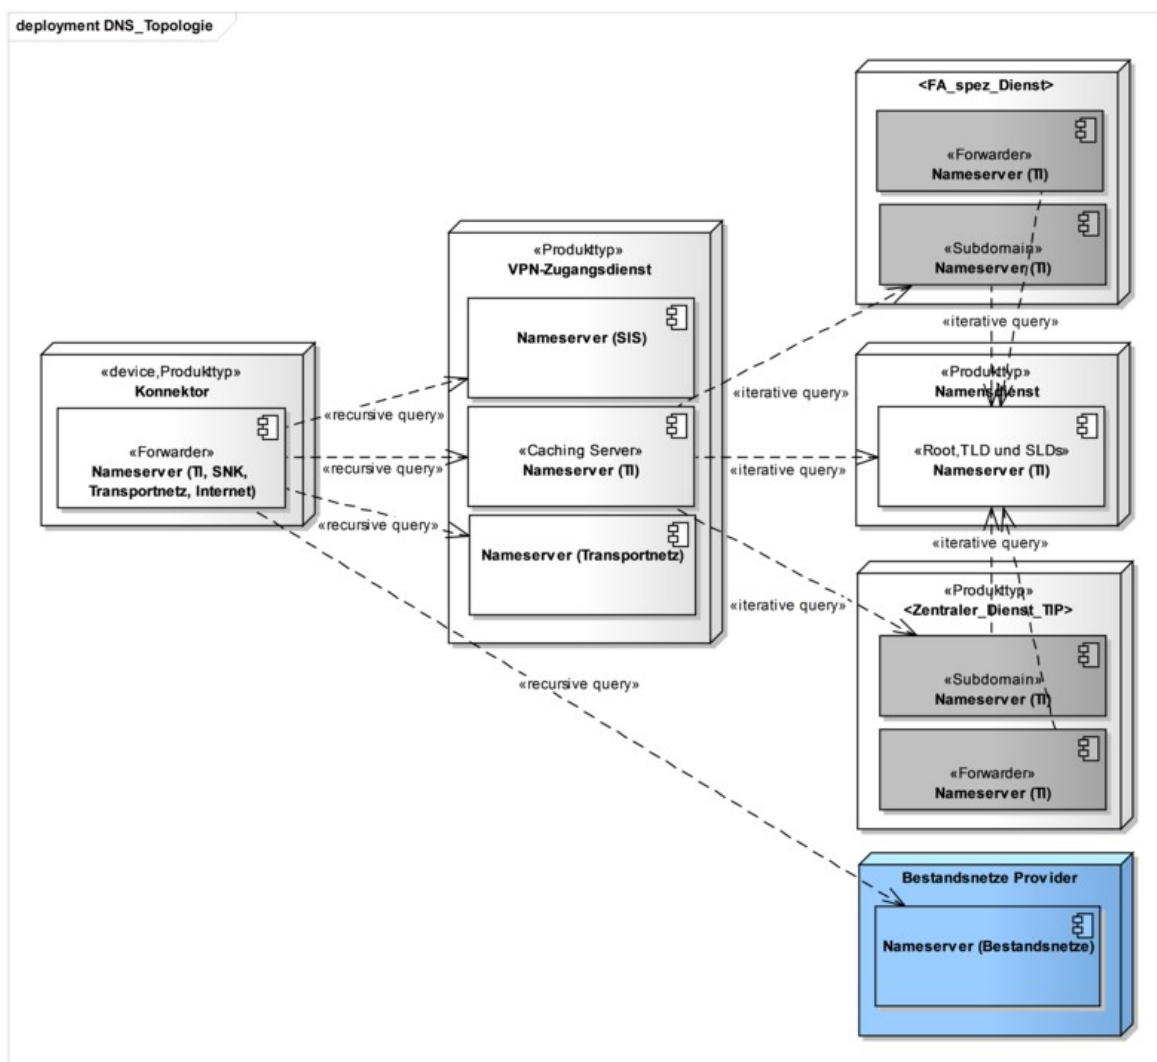 deployment DNS_Topologie
«device,Produkttyp»
Konnektor
«Forwarder»
Nameserver (TI, SNK,
Transportnetz, Internet)
«recursive query»
«recursive query»
«recursive query»
«recursive query»
«Produkttyp»
VPN-Zugangsdienst
Nameserver (SIS)
«Caching Server»
Nameserver (TI)
Nameserver (Transportnetz)
«iterative query»
«iterative query»
«iterative query»
<FA_spez_Dienst>
«Forwarder»
Nameserver (TI)
«Subdomain»
Nameserver (TI)
«iterative query»
«Produkttyp»
Namensdienst
«Root,TLD und SLDs»
Nameserver (TI)
«iterative query»
«Produkttyp»
<Zentraler_Dienst_TIP>
«Subdomain»
Nameserver (TI)
«Forwarder»
Nameserver (TI)
Bestandsnetze Provider
Nameserver (Bestandsnetze)